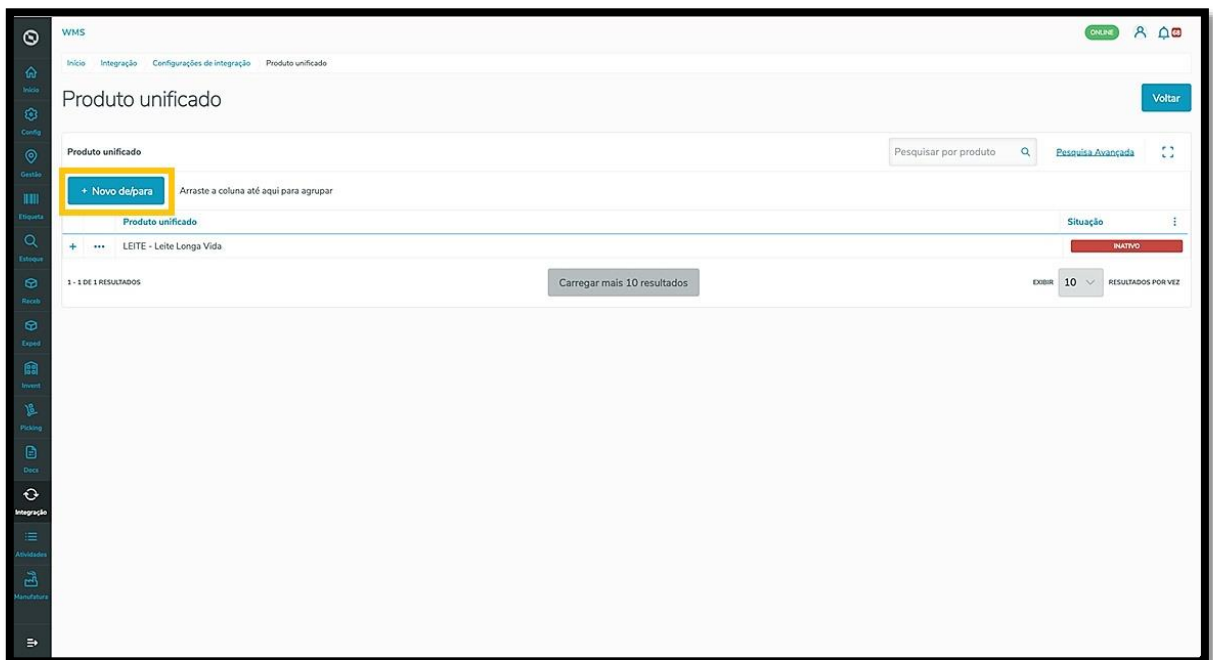 WMS
ONLINE 68
Início Integração Configurações de integração Produto unificado
Produto unificado
Voltar
Produto unificado
Pesquisar por produto
Pesquisa Avançada
+ Novo de/para
Arraste a coluna até aqui para agrupar
Produto unificado Situação
+ ... LEITE - Leite Longa Vida INATIVO
1 - 1 DE 1 RESULTADOS
Carregar mais 10 resultados
EXIBIR 10 RESULTADOS POR VEZ
Início
Config
Gestão
Etiqueta
Estoque
Receb
Exped
Invent
Picking
Docs
Integração
Atividades
Manufatura